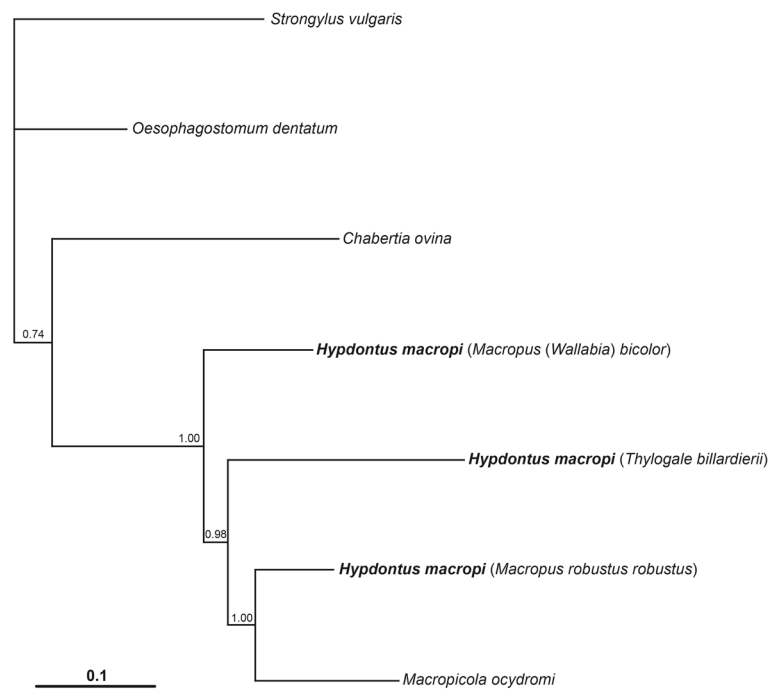 Strongylus vulgaris
Oesophagostomum dentatum
Chabertia ovina
0.74
Hypdontus macropi (Macropus (Wallabia) bicolor)
1.00
Hypdontus macropi (Thylogale billardierii)
0.98
Hypdontus macropi (Macropus robustus robustus)
1.00
0.1
Macropicola ocydromi